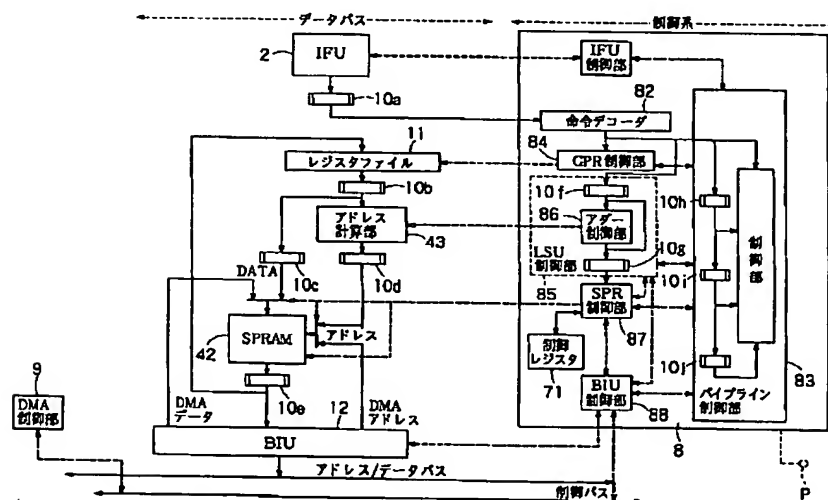 データパス
制御系
2
IFU
IFU
制御部
10a
82
命令デコーダ
11
84
レジスタファイル
GPR制御部
10b
10f
10h
86
アダー
制御部
アドレス
計算部
43
制御部
LSU
制御部
10g
10c
10d
10i
DATA
85
SPR
制御部
87
アドレス
42
SPRAM
制御
レジスタ
71
10j
83
9
10e
パイプライン
制御部
BIU
制御部
88
DMA
制御部
DMA
データ
12
DMA
アドレス
BIU
8
アドレス/データバス
制御バス
P